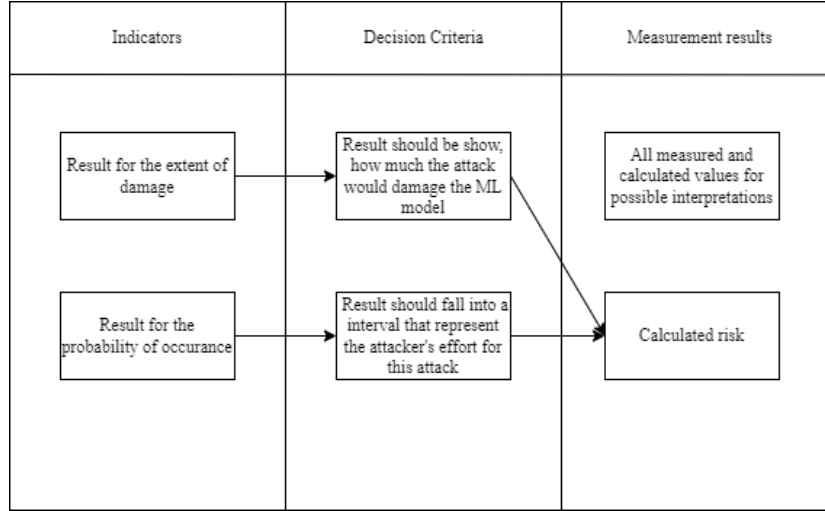 Indicators
Decision Criteria
Measurement results
Result for the extent of
damage
Result should be show,
how much the attack
would damage the ML
model
All measured and
calculated values for
possible interpretations
Result for the
probability of occurance
Result should fall into a
interval that represent
the attacker's effort for
this attack
Calculated risk